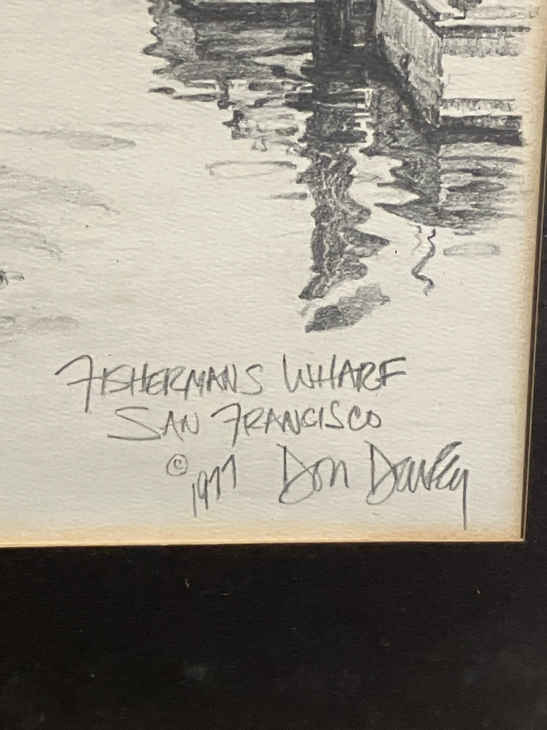 FISHERMANS WHARF
SAN FRANCISCO
© 1977 Don Davey